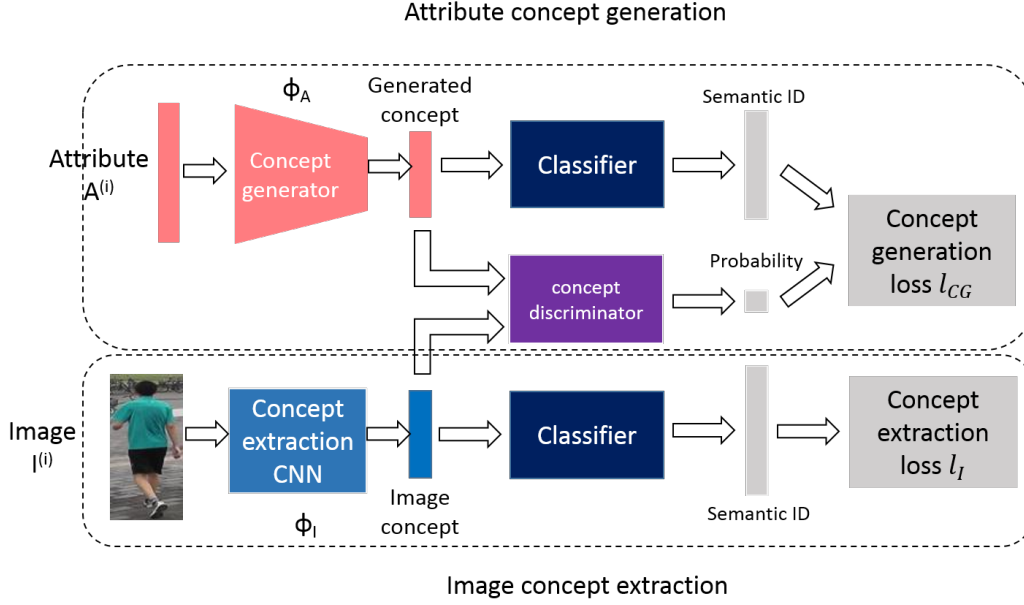 Attribute concept generation
Attribute
A(i)
ϕA
Concept
generator
Generated
concept
Classifier
Semantic ID
concept
discriminator
Probability
Concept
generation
loss lCG
Image
I(i)
Concept
extraction
CNN
ϕI
Image
concept
Classifier
Semantic ID
Concept
extraction
loss lI
Image concept extraction